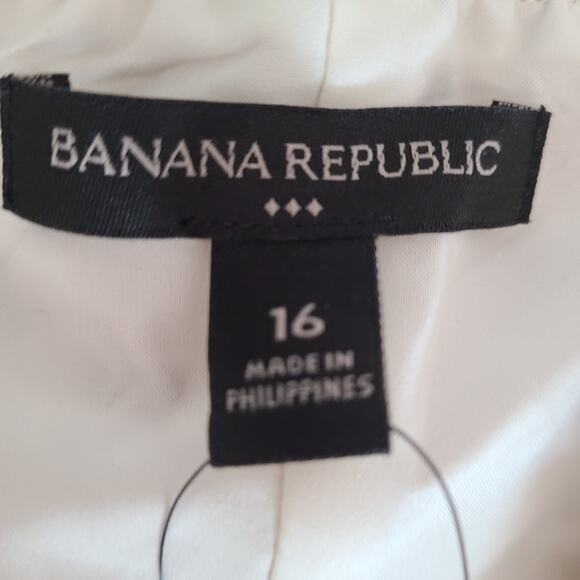 BANANA REPUBLIC
16
MADE IN
PHILIPPINES